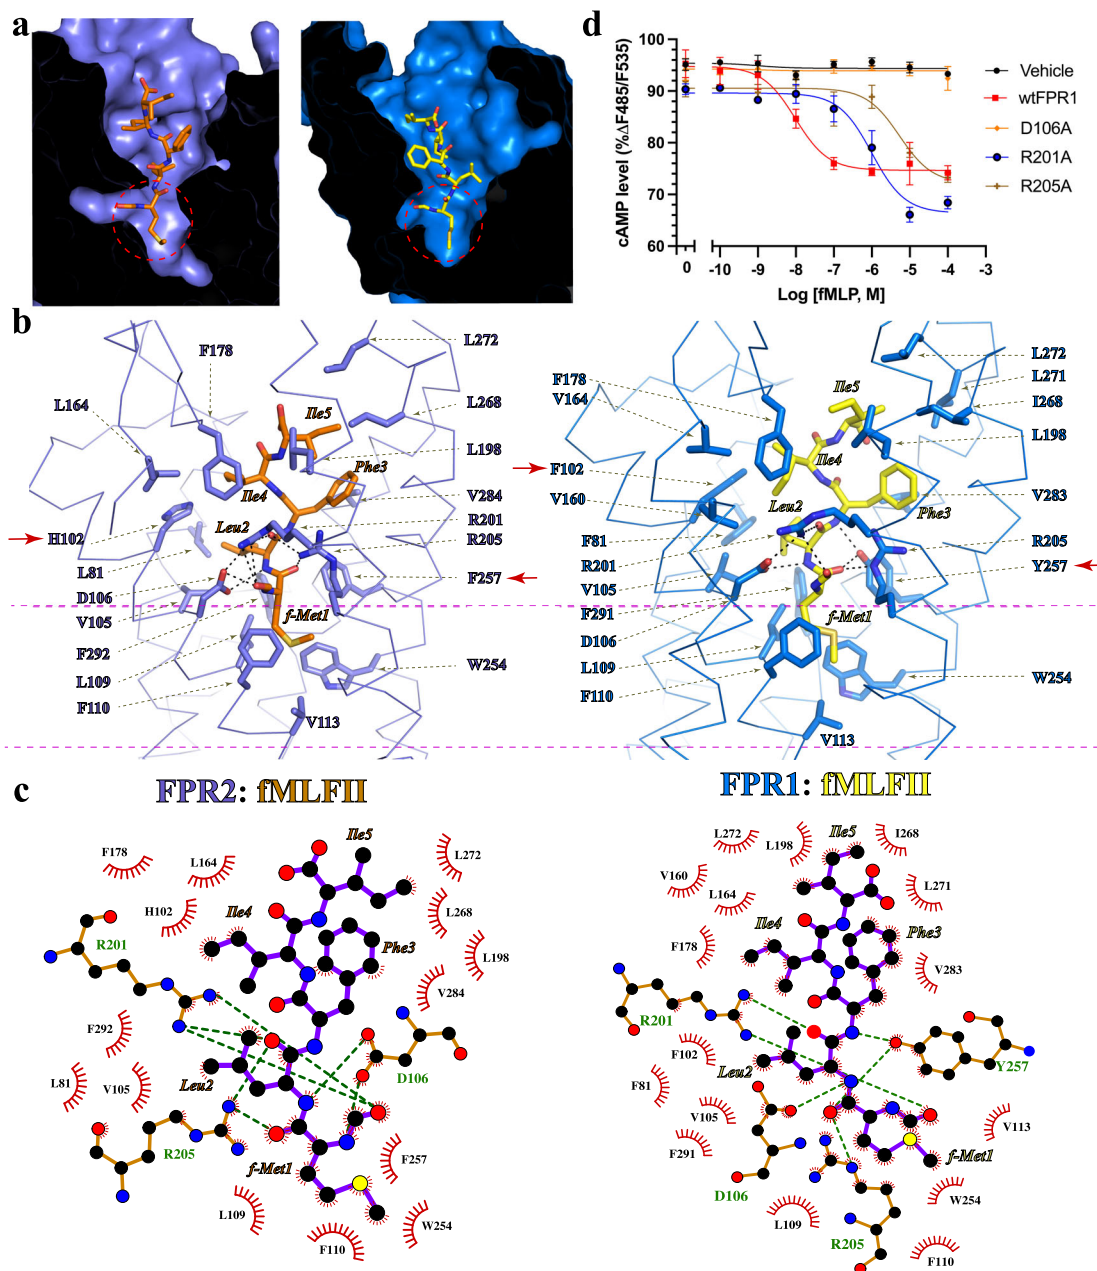 a
d
100
90
80
70
60
cAMP level (%ΔF485/F535)
0
-10
-9
-8
-7
-6
-5
-4
-3
Log [fMLP, M]
Vehicle
wtFPR1
D106A
R201A
R205A
b
F178
L164
H102
L81
D106
V105
F292
L109
F110
L272
L268
L198
V284
R201
R205
F257
W254
V113
Ile5
Phe3
Ile4
Leu2
f-Met1
F178
V164
F102
V160
F81
R201
V105
F291
D106
L109
F110
L272
L271
I268
L198
V283
R205
Y257
W254
V113
Ile5
Ile4
Leu2
Phe3
f-Met1
c
FPR2: fMLFII
F178
L164
H102
R201
F292
L81
V105
R205
L109
F110
W254
F257
D106
V284
L198
L268
L272
Ile5
Ile4
Phe3
Leu2
f-Met1
FPR1: fMLFII
L272
L198
I268
V160
L164
L271
F178
V283
R201
F102
F81
V105
F291
D106
L109
R205
F110
W254
V113
Y257
Ile5
Ile4
Phe3
Leu2
f-Met1